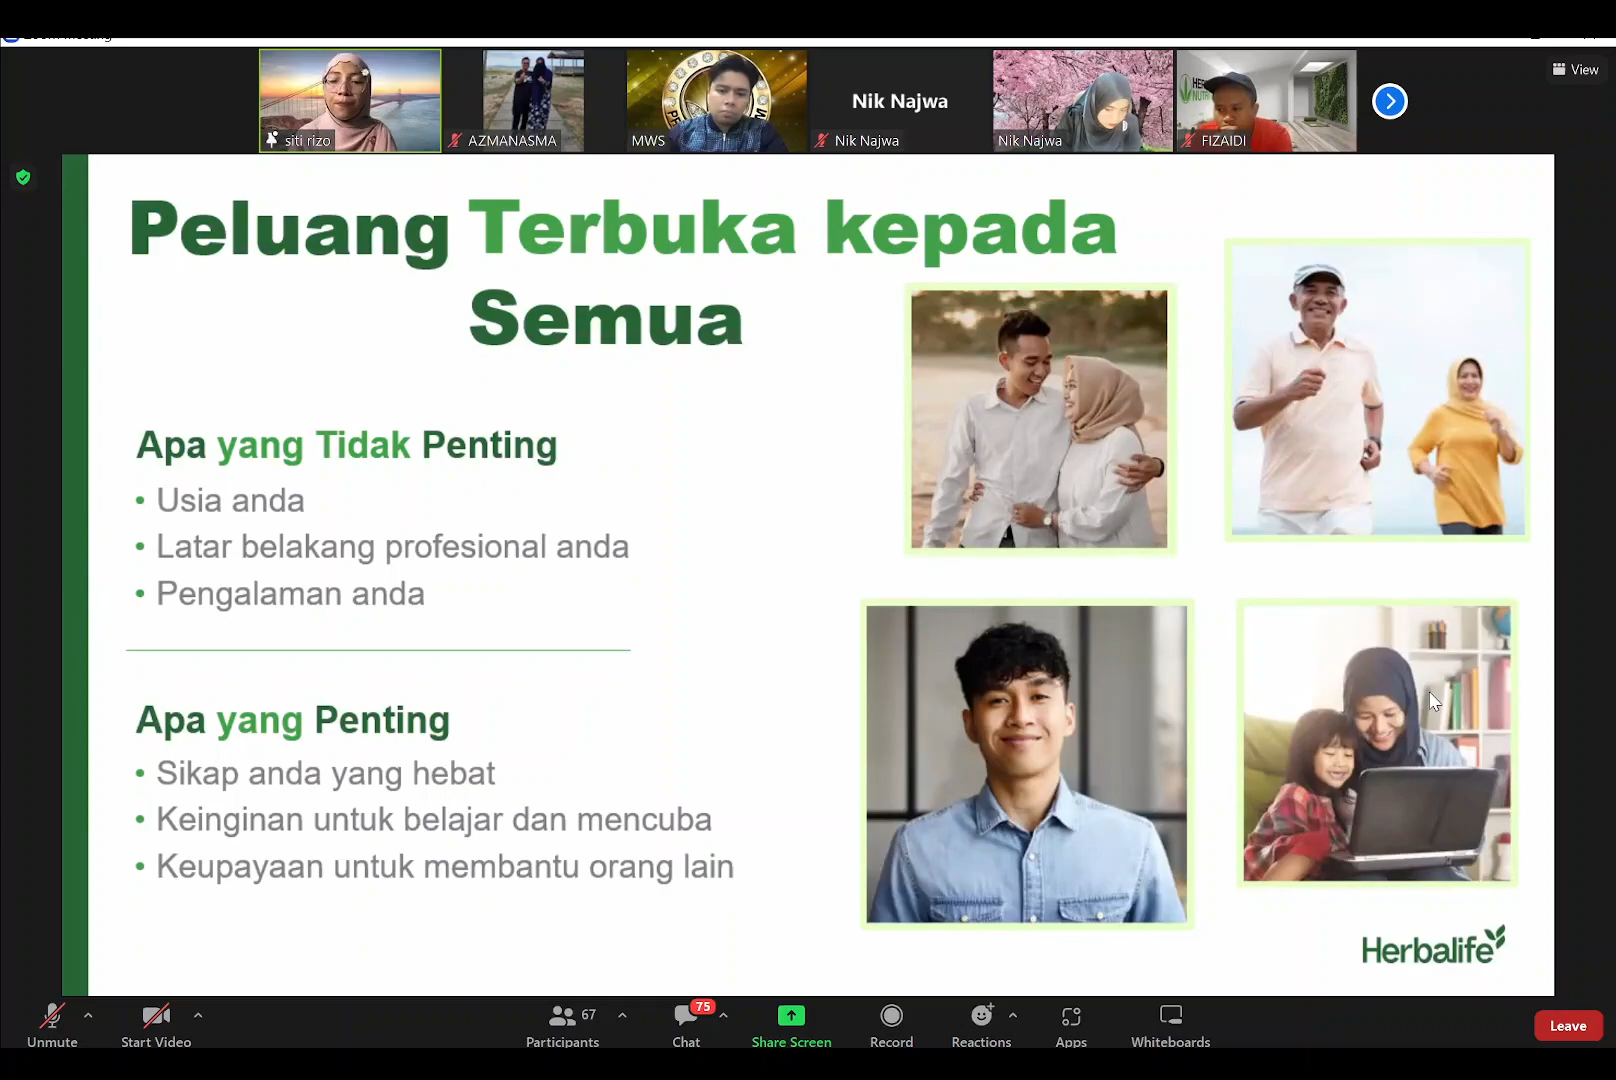 View
siti rizo
AZMANASMA
MWS
Nik Najwa
Nik Najwa
Nik Najwa
FIZAIDI
Peluang Terbuka kepada
Semua
Apa yang Tidak Penting
• Usia anda
• Latar belakang profesional anda
• Pengalaman anda
Apa yang Penting
• Sikap anda yang hebat
• Keinginan untuk belajar dan mencuba
• Keupayaan untuk membantu orang lain
Herbalife
67
75
Unmute
Start Video
Participants
Chat
Share Screen
Record
Reactions
Apps
Whiteboards
Leave